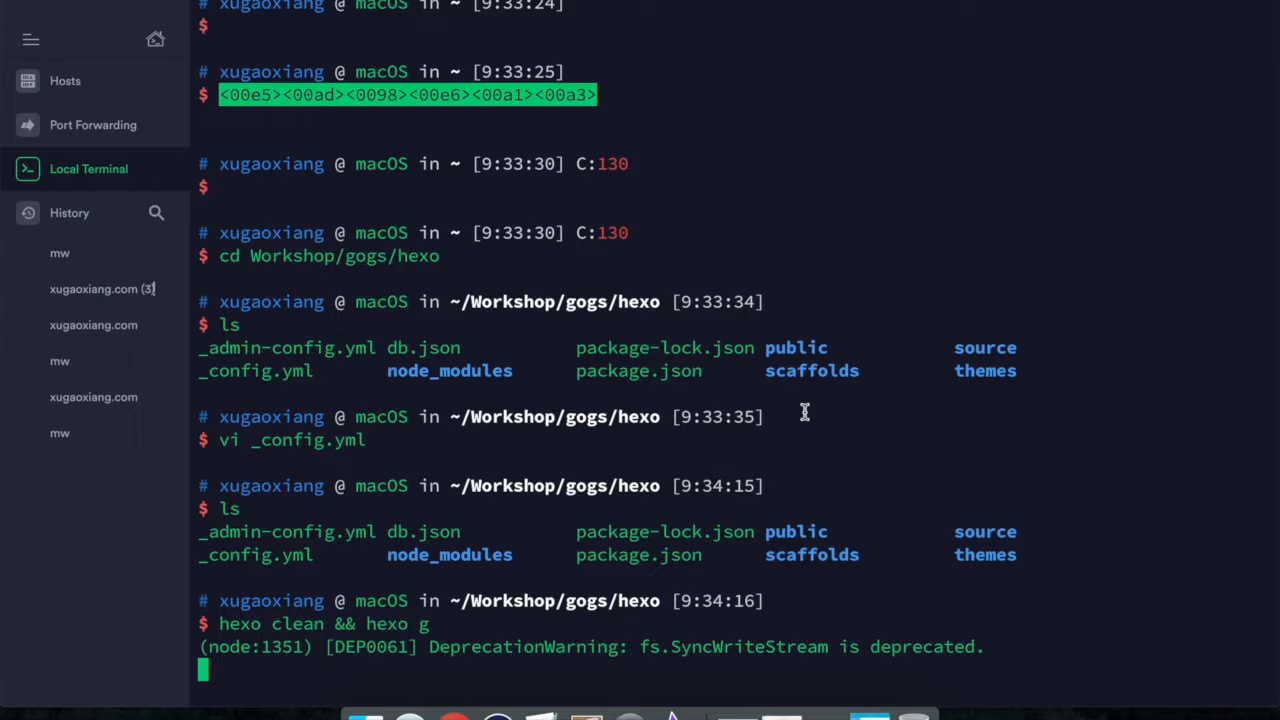 # xugaoxiang @ macOS in ~ [9:33:24]
$
# xugaoxiang @ macOS in ~ [9:33:25]
$ <00e5><00ad><0098><00e6><00a1><00a3>
# xugaoxiang @ macOS in ~ [9:33:30] C:130
$
# xugaoxiang @ macOS in ~ [9:33:30] C:130
$ cd Workshop/gogs/hexo
# xugaoxiang @ macOS in ~/Workshop/gogs/hexo [9:33:34]
$ ls
_admin-config.yml db.json package-lock.json public source
_config.yml node_modules package.json scaffolds themes
# xugaoxiang @ macOS in ~/Workshop/gogs/hexo [9:33:35]
$ vi _config.yml
# xugaoxiang @ macOS in ~/Workshop/gogs/hexo [9:34:15]
$ ls
_admin-config.yml db.json package-lock.json public source
_config.yml node_modules package.json scaffolds themes
# xugaoxiang @ macOS in ~/Workshop/gogs/hexo [9:34:16]
$ hexo clean && hexo g
(node:1351) [DEP0061] DeprecationWarning: fs.SyncWriteStream is deprecated.
Hosts
Port Forwarding
Local Terminal
History
mw
xugaoxiang.com (3)
xugaoxiang.com
mw
xugaoxiang.com
mw